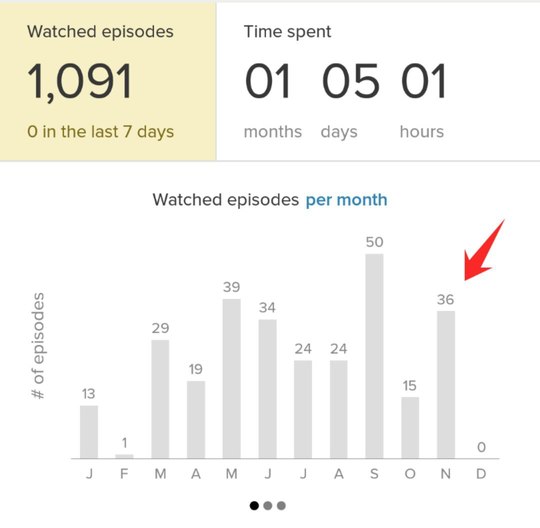 Watched episodes
1,091
0 in the last 7 days
Time spent
01 05 01
months days hours
Watched episodes per month
# of episodes
13
1
29
19
39
34
24
24
50
15
36
0
J F M A M J J A S O N D